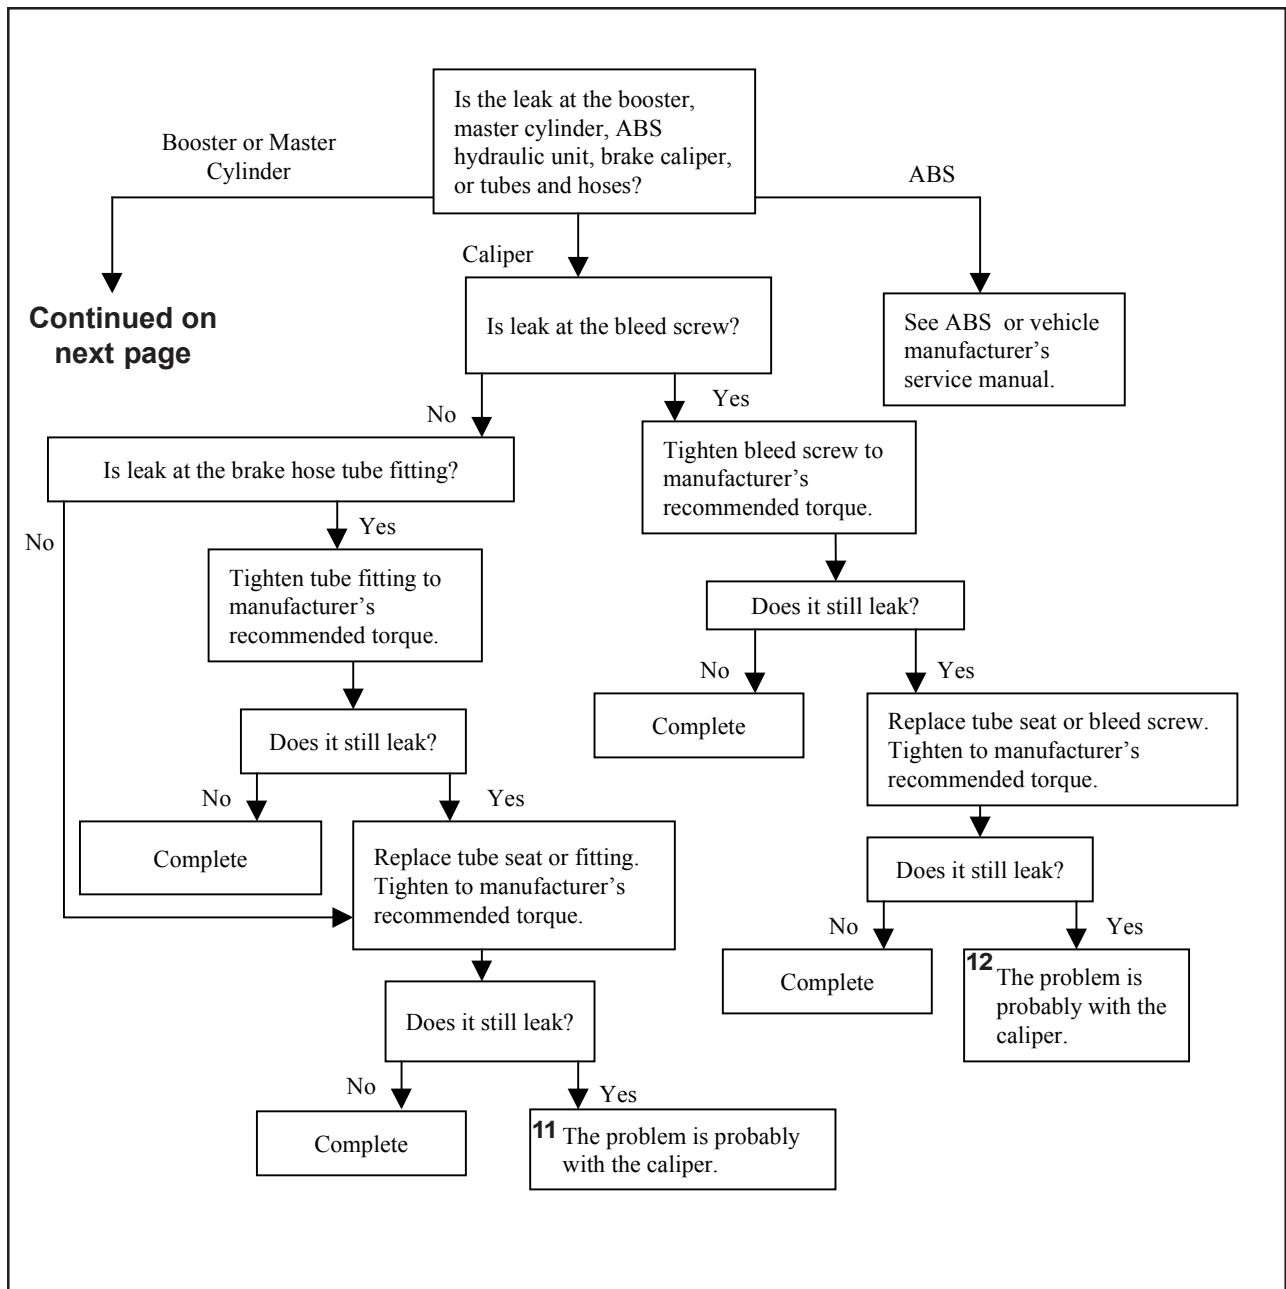 Is the leak at the booster,
master cylinder, ABS
hydraulic unit, brake caliper,
or tubes and hoses?
Booster or Master
Cylinder
ABS
Caliper
Continued on
next page
Is leak at the bleed screw?
See ABS or vehicle
manufacturer’s
service manual.
No
Yes
Is leak at the brake hose tube fitting?
Tighten bleed screw to
manufacturer’s
recommended torque.
No
Yes
Tighten tube fitting to
manufacturer’s
recommended torque.
Does it still leak?
No
Yes
Complete
Replace tube seat or bleed screw.
Tighten to manufacturer’s
recommended torque.
Does it still leak?
No
Yes
Complete
Replace tube seat or fitting.
Tighten to manufacturer’s
recommended torque.
Does it still leak?
No
Yes
Complete
12
The problem is
probably with the
caliper.
Does it still leak?
No
Yes
Complete
11
The problem is probably
with the caliper.